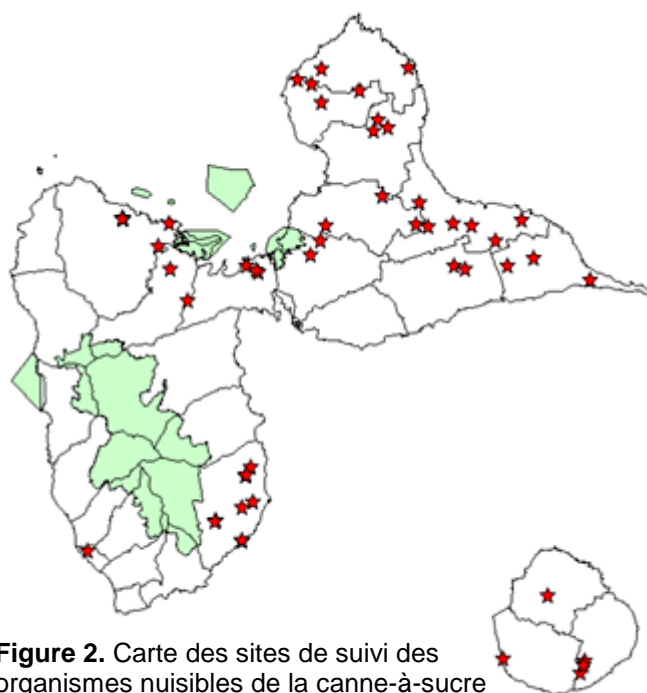 Figure 2. Carte des sites de suivi des
organismes nuisibles de la canne-à-sucre